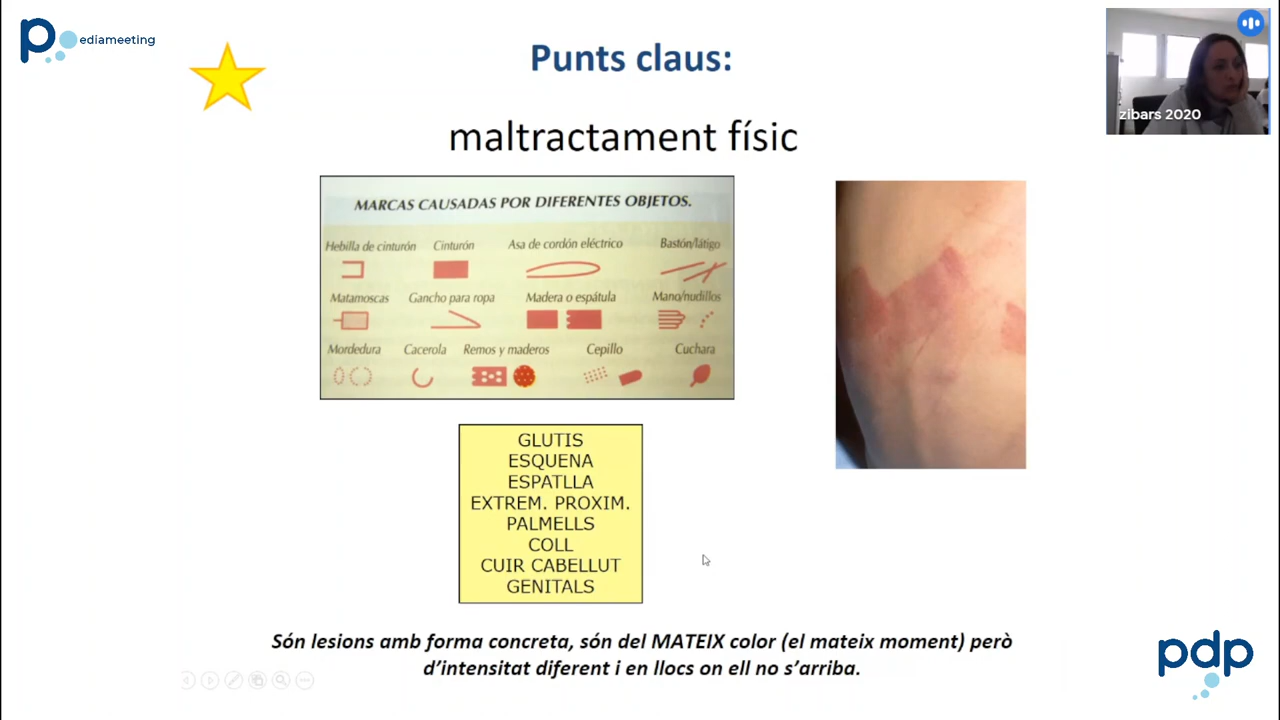 pediameeting
Punts claus:
zibars 2020
maltractament físic
MARCAS CAUSADAS POR DIFERENTES OBJETOS.
Hebilla de cinturón Cinturón Asa de cordón eléctrico Bastón/látigo
Matamoscas Gancho para ropa Madera o espátula Mano/nudillos
Mordedura Cacerola Remos y maderos Cepillo Cuchara
GLUTIS
ESQUENA
ESPATLLA
EXTREM. PROXIM.
PALMELLS
COLL
CUIR CABELLUT
GENITALS
Són lesions amb forma concreta, són del MATEIX color (el mateix moment) però
d'intensitat diferent i en llocs on ell no s'arriba.
pdp